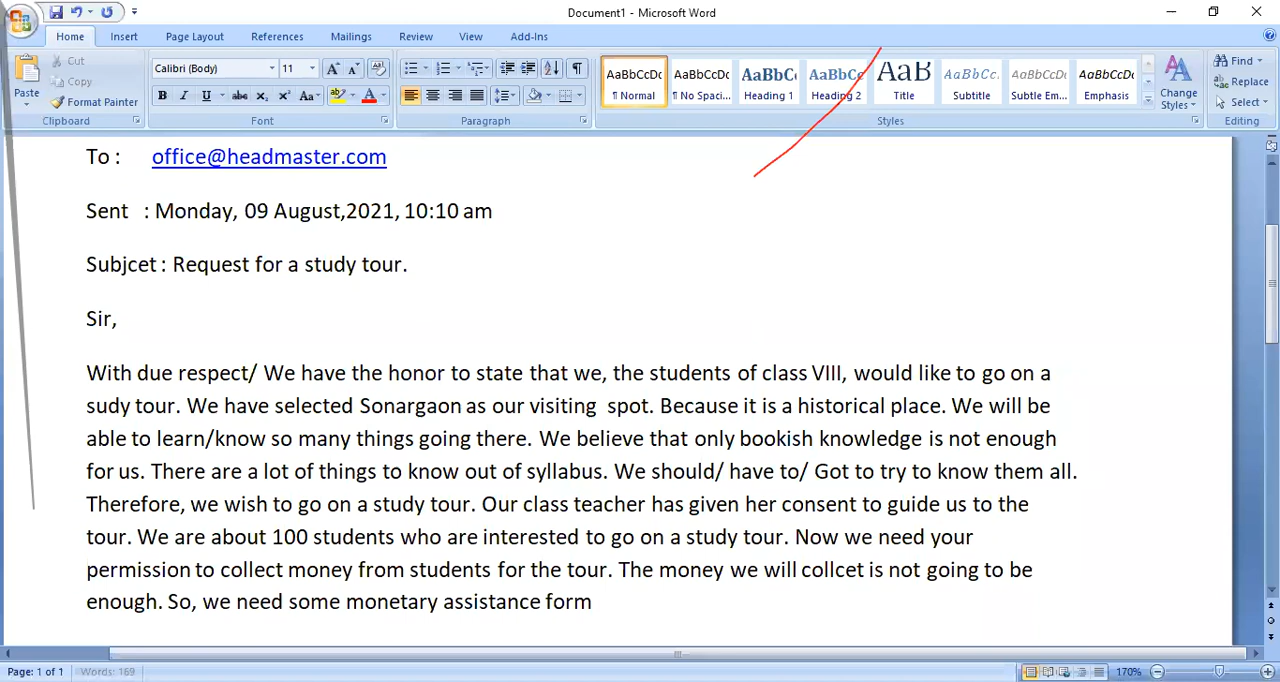 Document1 - Microsoft Word
Home Insert Page Layout References Mailings Review View Add-Ins
Paste
Cut
Copy
Format Painter
Clipboard
Calibri (Body) 11
B I U abc X₂ X² Aa
Font
Paragraph
AaBbCcDc AaBbCcDc AaBbC AaBbCc AaB AaBbCc. AaBbCcDc AaBbCcDc
¶ Normal ¶ No Spaci... Heading 1 Heading 2 Title Subtitle Subtle Em... Emphasis
Change Styles
Styles
Find
Replace
Select
Editing
To : office@headmaster.com
Sent : Monday, 09 August,2021, 10:10 am
Subjcet : Request for a study tour.
Sir,
With due respect/ We have the honor to state that we, the students of class VIII, would like to go on a
sudy tour. We have selected Sonargaon as our visiting spot. Because it is a historical place. We will be
able to learn/know so many things going there. We believe that only bookish knowledge is not enough
for us. There are a lot of things to know out of syllabus. We should/ have to/ Got to try to know them all.
Therefore, we wish to go on a study tour. Our class teacher has given her consent to guide us to the
tour. We are about 100 students who are interested to go on a study tour. Now we need your
permission to collect money from students for the tour. The money we will collcet is not going to be
enough. So, we need some monetary assistance form
Page: 1 of 1 Words: 169 170%